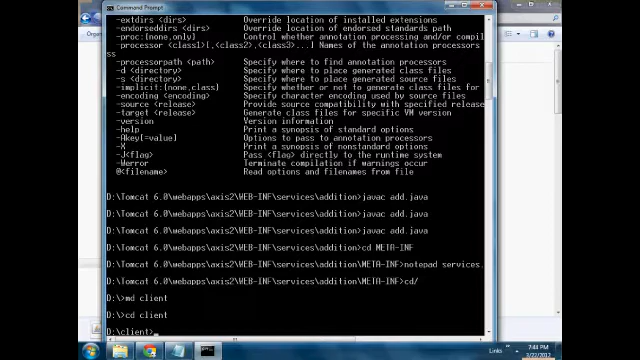 Command Prompt
-extdirs <dirs> Override location of installed extensions
-endorseddirs <dirs> Override location of endorsed standards path
-proc:{none,only} Control whether annotation processing and/or compil
-processor <class1>[,<class2>,<class3>...] Names of the annotation processors
ss
-processorpath <path> Specify where to find annotation processors
-d <directory> Specify where to place generated class files
-s <directory> Specify where to place generated source files
-implicit:{none,class} Specify whether or not to generate class files for
-encoding <encoding> Specify character encoding used by source files
-source <release> Provide source compatibility with specified release
-target <release> Generate class files for specific VM version
-version Version information
-help Print a synopsis of standard options
-Akey[=value] Options to pass to annotation processors
-X Print a synopsis of nonstandard options
-J<flag> Pass <flag> directly to the runtime system
-Werror Terminate compilation if warnings occur
@<filename> Read options and filenames from file
D:\Tomcat 6.0\webapps\axis2\WEB-INF\services\addition>javac add.java
D:\Tomcat 6.0\webapps\axis2\WEB-INF\services\addition>javac add.java
D:\Tomcat 6.0\webapps\axis2\WEB-INF\services\addition>javac add.java
D:\Tomcat 6.0\webapps\axis2\WEB-INF\services\addition>cd META-INF
D:\Tomcat 6.0\webapps\axis2\WEB-INF\services\addition\META-INF>notepad services.
D:\Tomcat 6.0\webapps\axis2\WEB-INF\services\addition\META-INF>cd/
D:\>md client
D:\>cd client
D:\client>_
Links
7:44 PM
3/22/2012